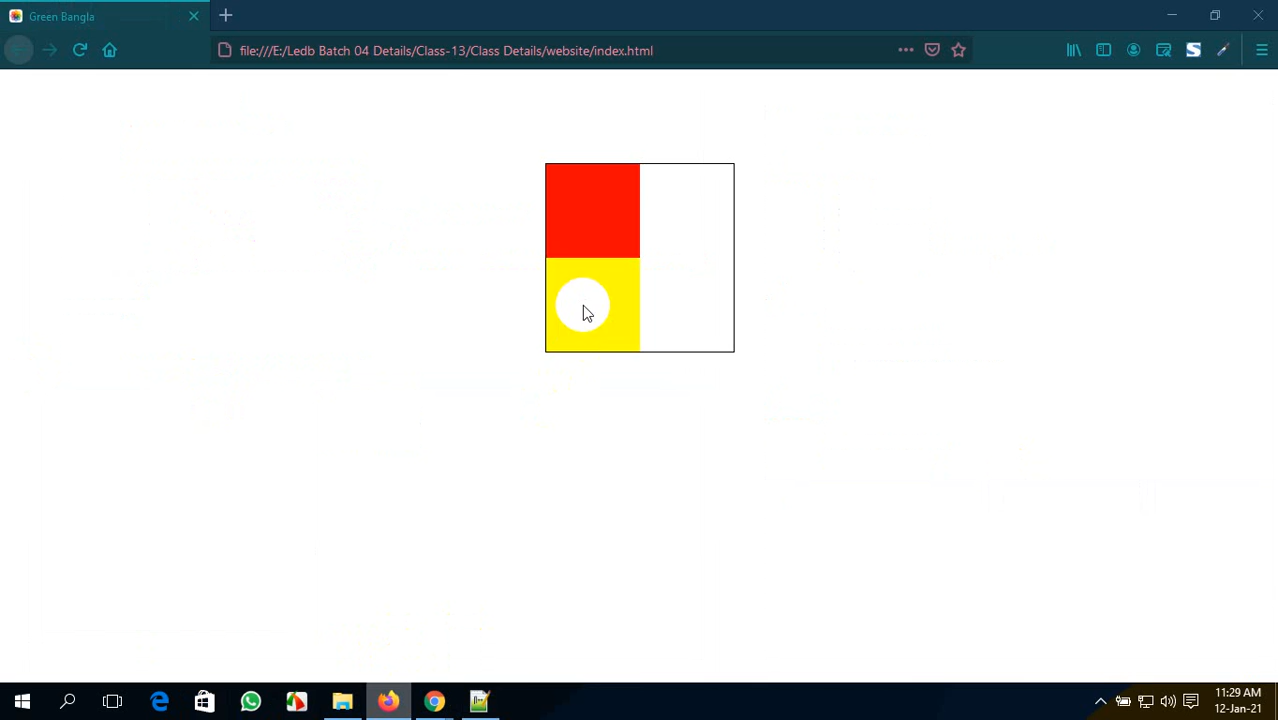 Green Bangla
file:///E:/Ledb Batch 04 Details/Class-13/Class Details/website/index.html
11:29 AM
12-Jan-21